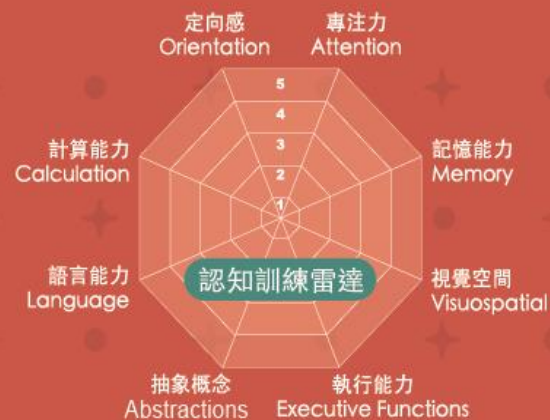 定向感
Orientation
專注力
Attention
5
4
3
2
1
計算能力
Calculation
記憶能力
Memory
語言能力
Language
認知訓練雷達
視覺空間
Visuospatial
抽象概念
Abstractions
執行能力
Executive Functions